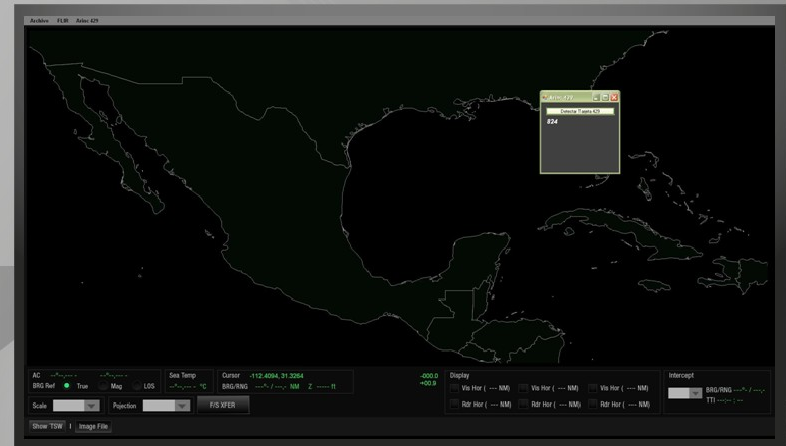 Archive FLIR Arinc 429
Arinc 429
Detectar Tarjeta 429
824
AC --°--,--- - --°--,--- -
BRG Ref True Mag LOS
Sea Temp
--°--,--- - °C
Cursor -112.4094, 31.3264
BRG/RNG ---°- / ---,- NM Z ----- ft
-000.0
+00.9
Display
Vis Hor ( --- NM) Vis Hor ( --- NM) Vis Hor ( --- NM)
Rdr Hor ( --- NM) Rdr Hor ( --- NM) Rdr Hor ( --- NM)
Intercept
BRG/RNG ---°- / ---,-
TTI ---:-- : --
Scale Projection F/S XFER
Show TSW I Image File